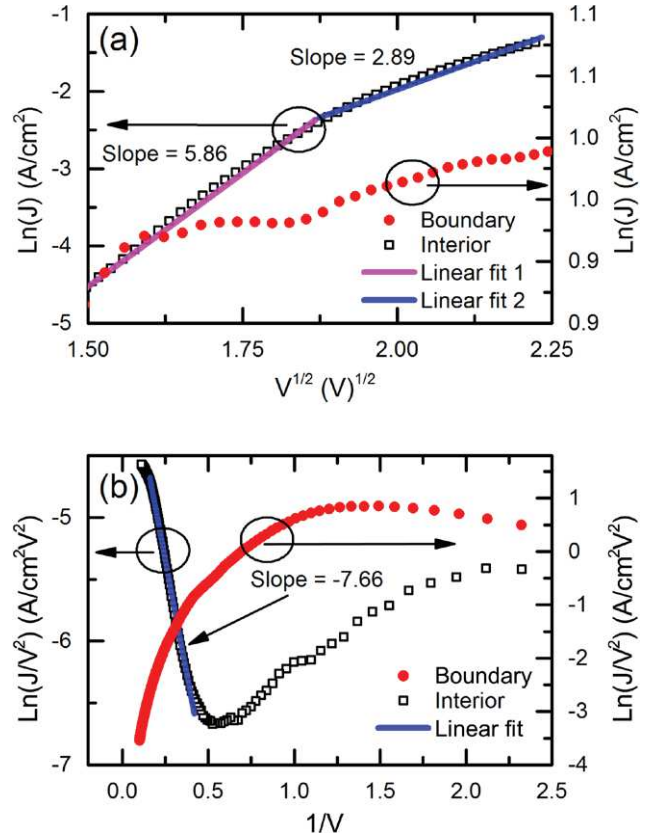 (a)
Slope = 2.89
Slope = 5.86
Boundary
Interior
Linear fit 1
Linear fit 2
Ln(J) (A/cm²)
-1
-2
-3
-4
-5
Ln(J) (A/cm²)
1.1
1.1
1.0
1.0
0.9
0.9
1.50
1.75
2.00
2.25
V^1/2 (V)^1/2
(b)
Slope = -7.66
Boundary
Interior
Linear fit
Ln(J/V²) (A/cm²V²)
-5
-6
-7
Ln(J/V²) (A/cm²V²)
1
0
-1
-2
-3
-4
0.0
0.5
1.0
1.5
2.0
2.5
1/V